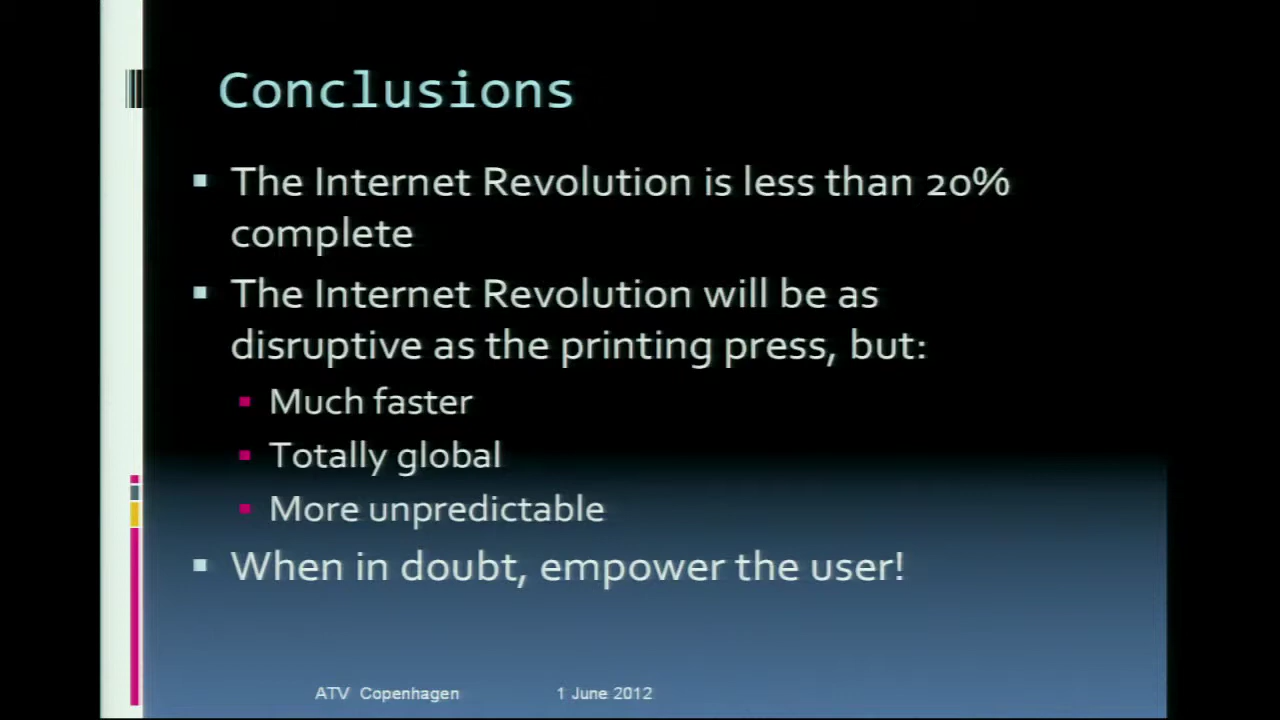 Conclusions
The Internet Revolution is less than 20%
complete
The Internet Revolution will be as
disruptive as the printing press, but:
Much faster
Totally global
More unpredictable
When in doubt, empower the user!
ATV Copenhagen 1 June 2012